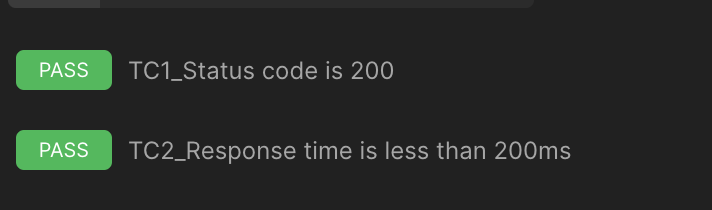 PASS TC1_Status code is 200
PASS TC2_Response time is less than 200ms